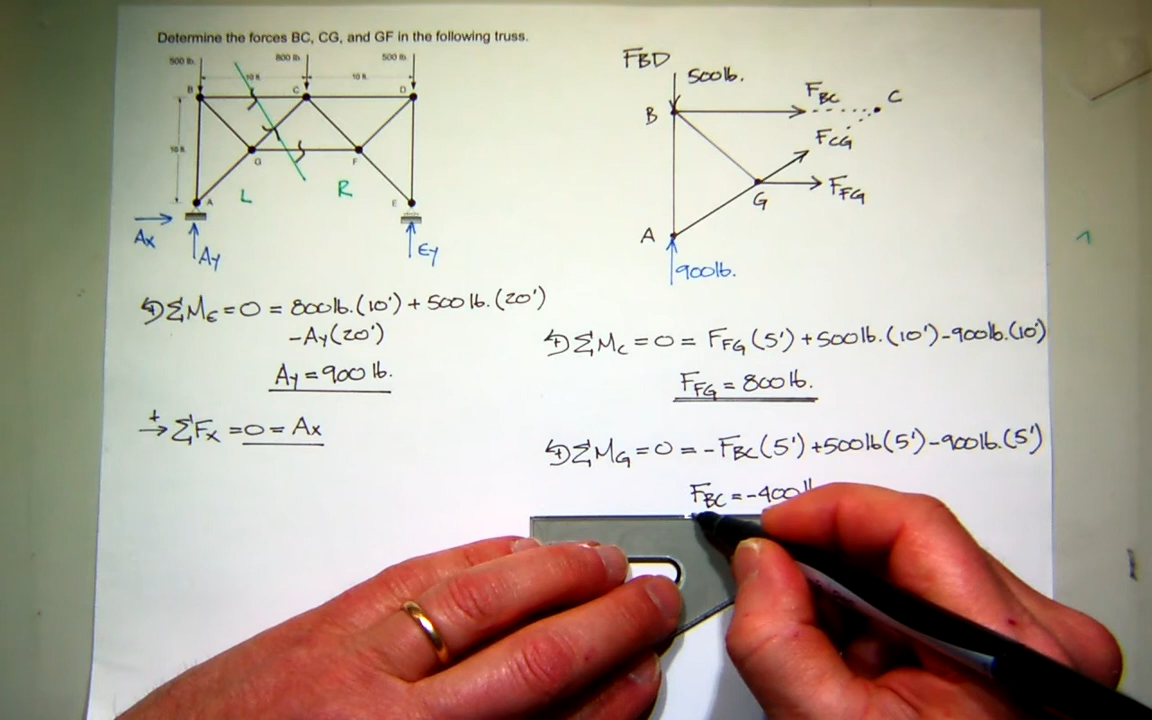 Determine the forces BC, CG, and GF in the following truss.
500 lb. 800 lb. 500 lb.
10 ft. 10 ft.
B C D
10 ft.
G F
A L R E
Ax
Ay Ey
FBD
500lb.
B FBC C
FCG
G FFG
A
900lb.
+ΣME=0=800lb.(10')+500lb.(20')
-Ay(20')
Ay=900lb.
+→ΣFx=0=Ax
+ΣMC=0=FFG(5')+500lb.(10')-900lb.(10')
FFG=800lb.
+ΣMG=0=-FBC(5')+500lb(5')-900lb.(5')
FBC=-400